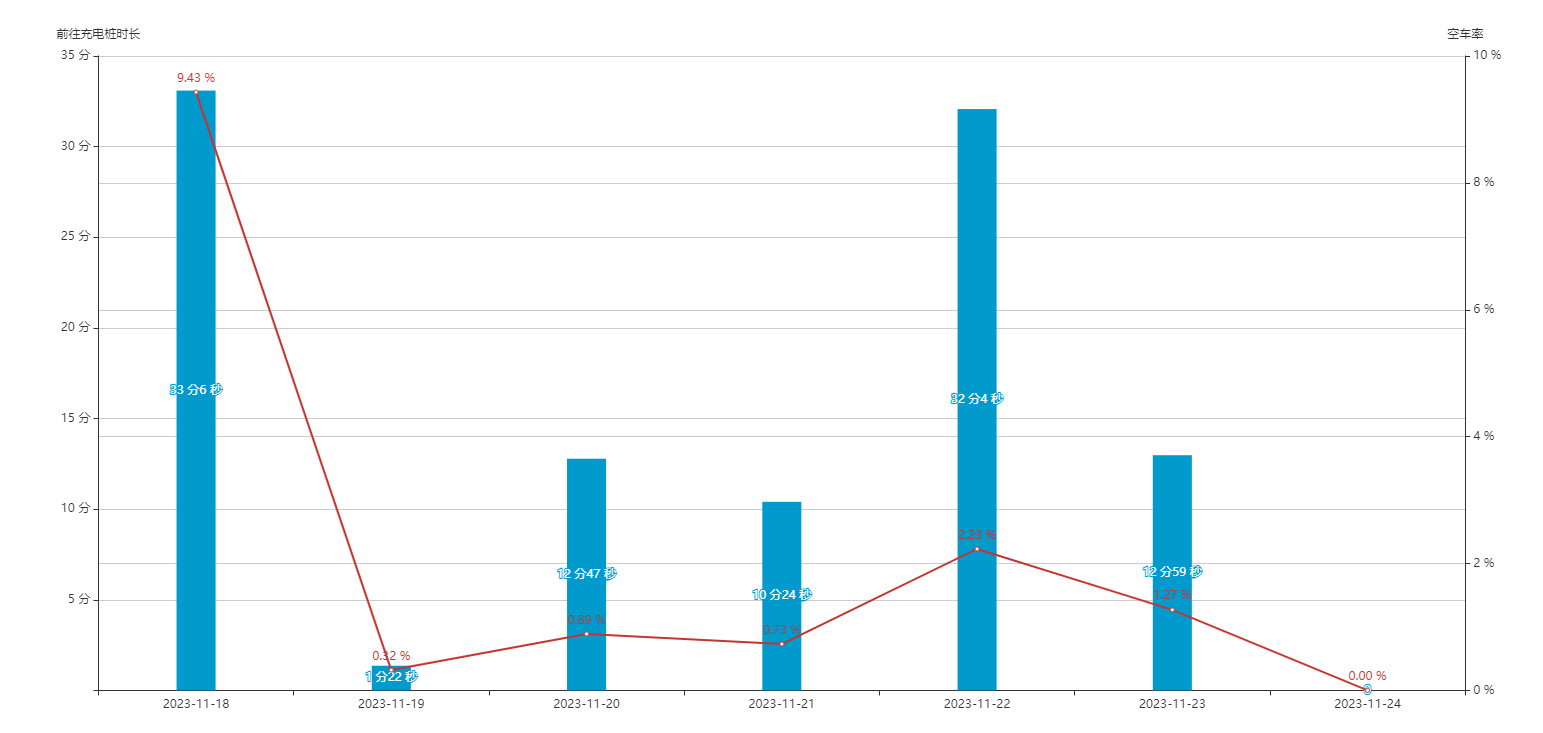 前往充电桩时长
空车率
35 分
10 %
9.43 %
30 分
8 %
25 分
6 %
20 分
33 分6 秒
32 分4 秒
15 分
4 %
10 分
2.23 %
2 %
12 分47 秒
12 分59 秒
10 分24 秒
1.27 %
5 分
0.89 %
0.73 %
0.32 %
1 分22 秒
0.00 %
0
0 %
2023-11-18
2023-11-19
2023-11-20
2023-11-21
2023-11-22
2023-11-23
2023-11-24